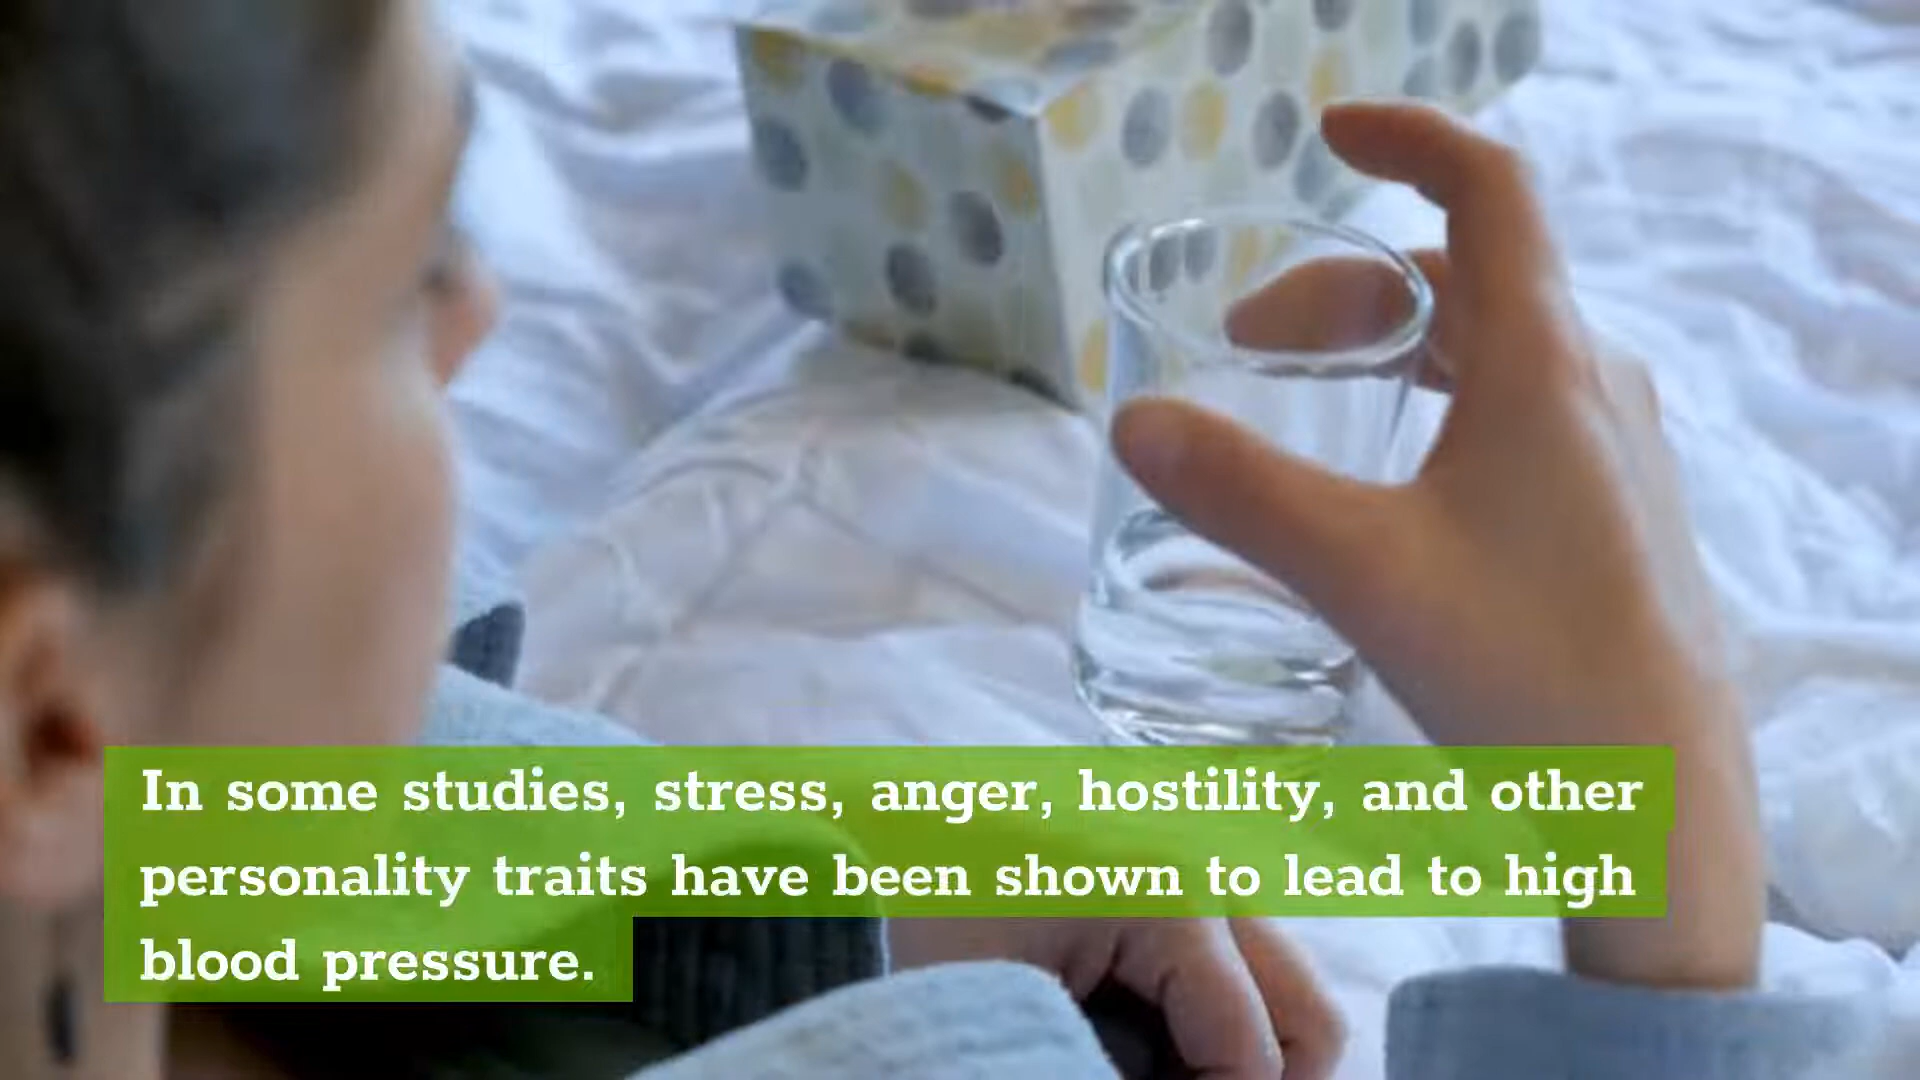 In some studies, stress, anger, hostility, and other
personality traits have been shown to lead to high
blood pressure.